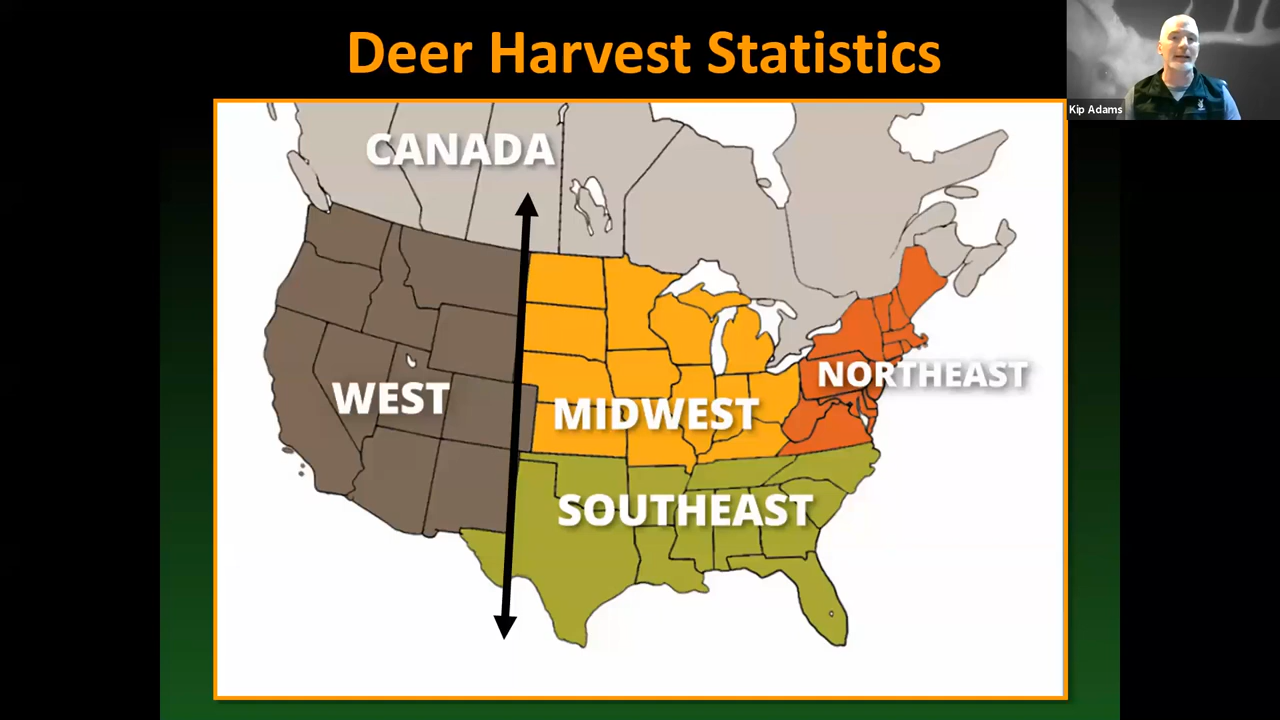 Deer Harvest Statistics
Kip Adams
CANADA
WEST
MIDWEST
NORTHEAST
SOUTHEAST